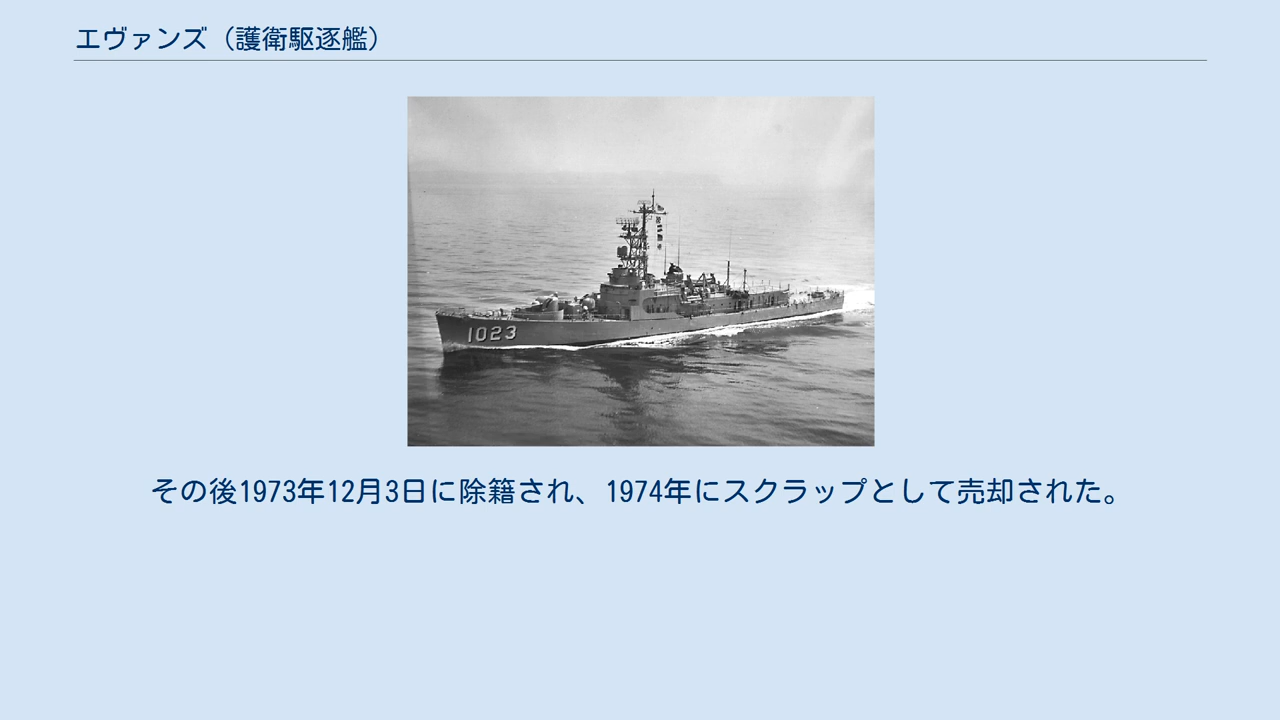 エヴァンズ（護衛駆逐艦）
1023
その後1973年12月3日に除籍され、1974年にスクラップとして売却された。